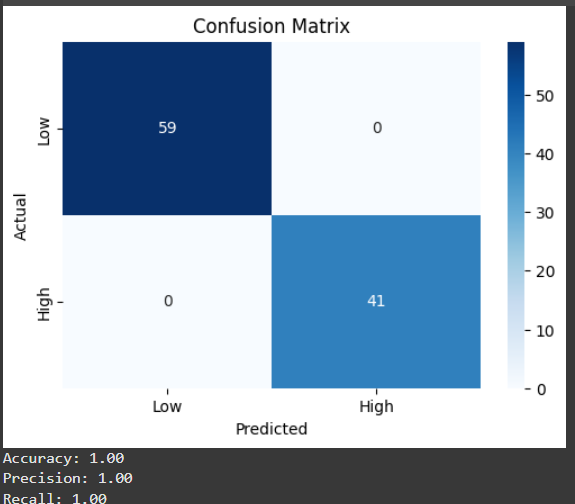 Confusion Matrix
Low
59
0
50
40
Actual
30
20
High
0
41
10
0
Low
High
Predicted
Accuracy: 1.00
Precision: 1.00
Recall: 1.00